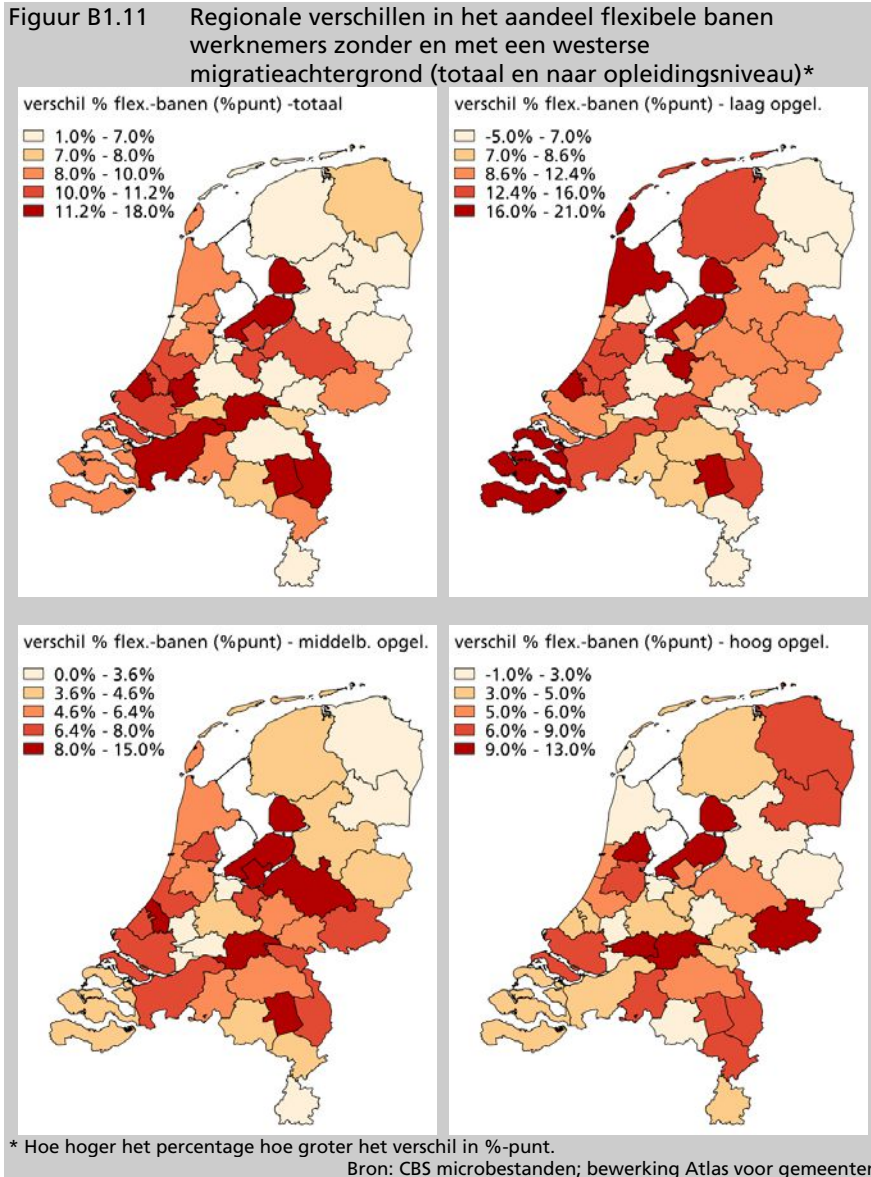 Figuur B1.11 Regionale verschillen in het aandeel flexibele banen
werknemers zonder en met een westerse
migratieachtergrond (totaal en naar opleidingsniveau)*
verschil % flex.-banen (%punt) -totaal
1.0% - 7.0%
7.0% - 8.0%
8.0% - 10.0%
10.0% - 11.2%
11.2% - 18.0%
verschil % flex.-banen (%punt) - laag opgel.
-5.0% - 7.0%
7.0% - 8.6%
8.6% - 12.4%
12.4% - 16.0%
16.0% - 21.0%
verschil % flex.-banen (%punt) - middelb. opgel.
0.0% - 3.6%
3.6% - 4.6%
4.6% - 6.4%
6.4% - 8.0%
8.0% - 15.0%
verschil % flex.-banen (%punt) - hoog opgel.
-1.0% - 3.0%
3.0% - 5.0%
5.0% - 6.0%
6.0% - 9.0%
9.0% - 13.0%
* Hoe hoger het percentage hoe groter het verschil in %-punt.
Bron: CBS microbestanden; bewerking Atlas voor gemeenten